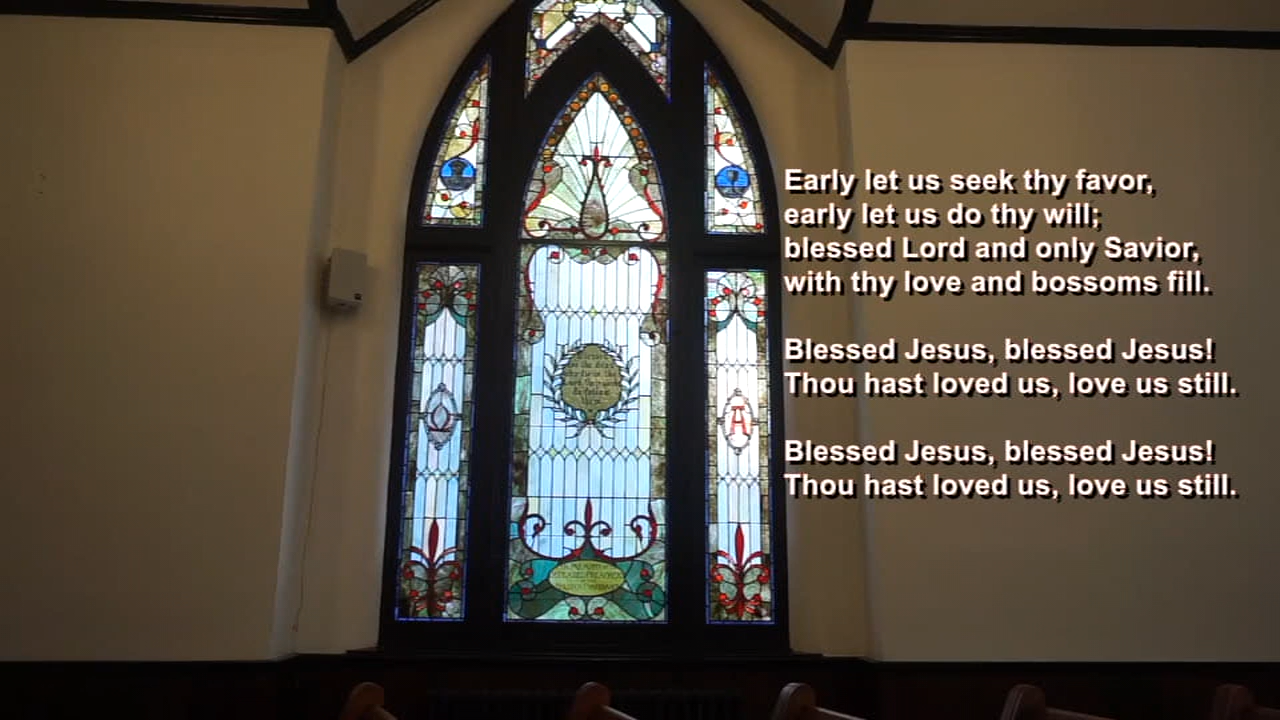 Early let us seek thy favor,
early let us do thy will;
blessed Lord and only Savior,
with thy love and bossoms fill.
Blessed Jesus, blessed Jesus!
Thou hast loved us, love us still.
Blessed Jesus, blessed Jesus!
Thou hast loved us, love us still.
A